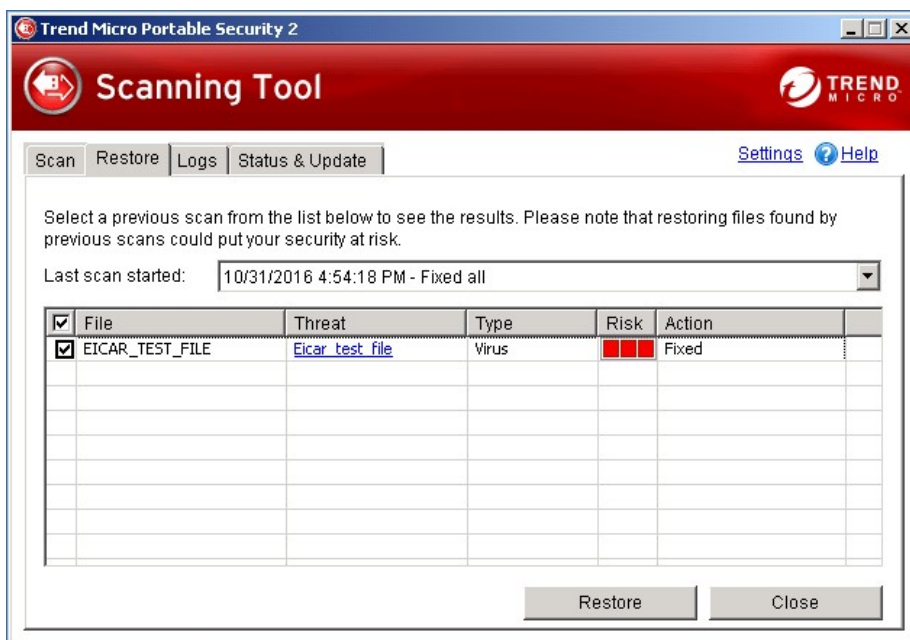 Trend Micro Portable Security 2
Scanning Tool
TREND
MICRO
Scan Restore Logs Status & Update Settings Help
Select a previous scan from the list below to see the results. Please note that restoring files found by
previous scans could put your security at risk.
Last scan started: 10/31/2016 4:54:18 PM - Fixed all
File Threat Type Risk Action
EICAR_TEST_FILE Eicar_test_file Virus Fixed
Restore Close